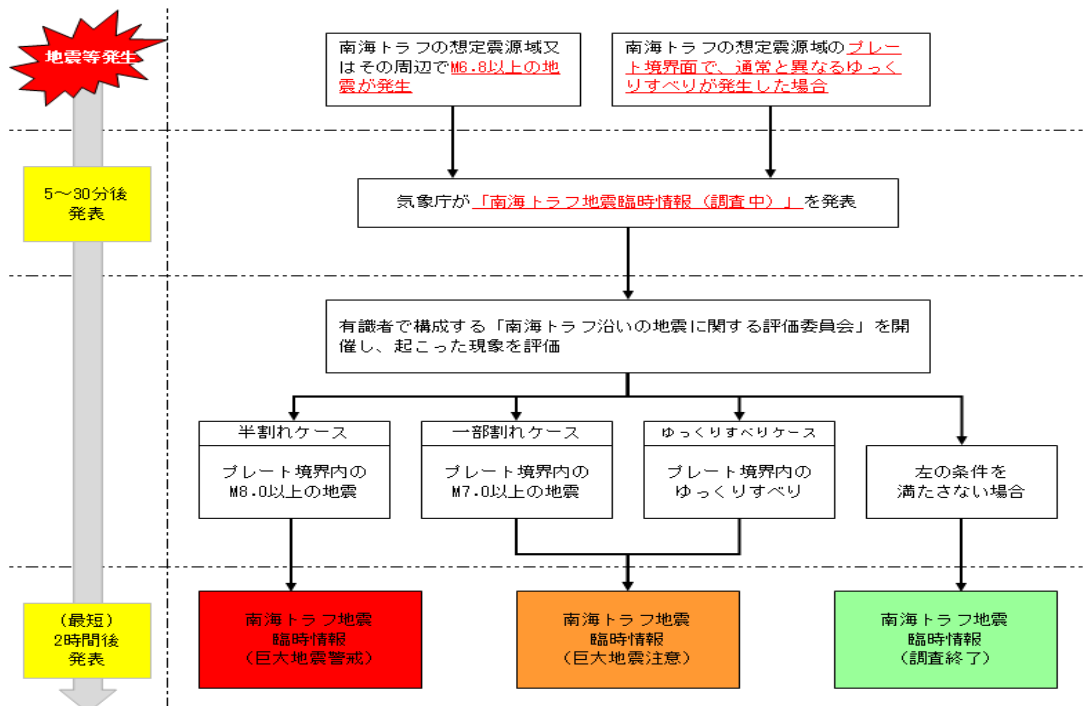 地震等発生
南海トラフの想定震源域又
はその周辺でM6.8以上の地
震が発生
南海トラフの想定震源域のプレー
ト境界面で、通常と異なるゆっく
りすべりが発生した場合
5～30分後
発表
気象庁が「南海トラフ地震臨時情報（調査中）」を発表
有識者で構成する「南海トラフ沿いの地震に関する評価委員会」を開
催し、起こった現象を評価
半割れケース
プレート境界内の
M8.0以上の地震
一部割れケース
プレート境界内の
M7.0以上の地震
ゆっくりすべりケース
プレート境界内の
ゆっくりすべり
左の条件を
満たさない場合
（最短）
2時間後
発表
南海トラフ地震
臨時情報
（巨大地震警戒）
南海トラフ地震
臨時情報
（巨大地震注意）
南海トラフ地震
臨時情報
（調査終了）